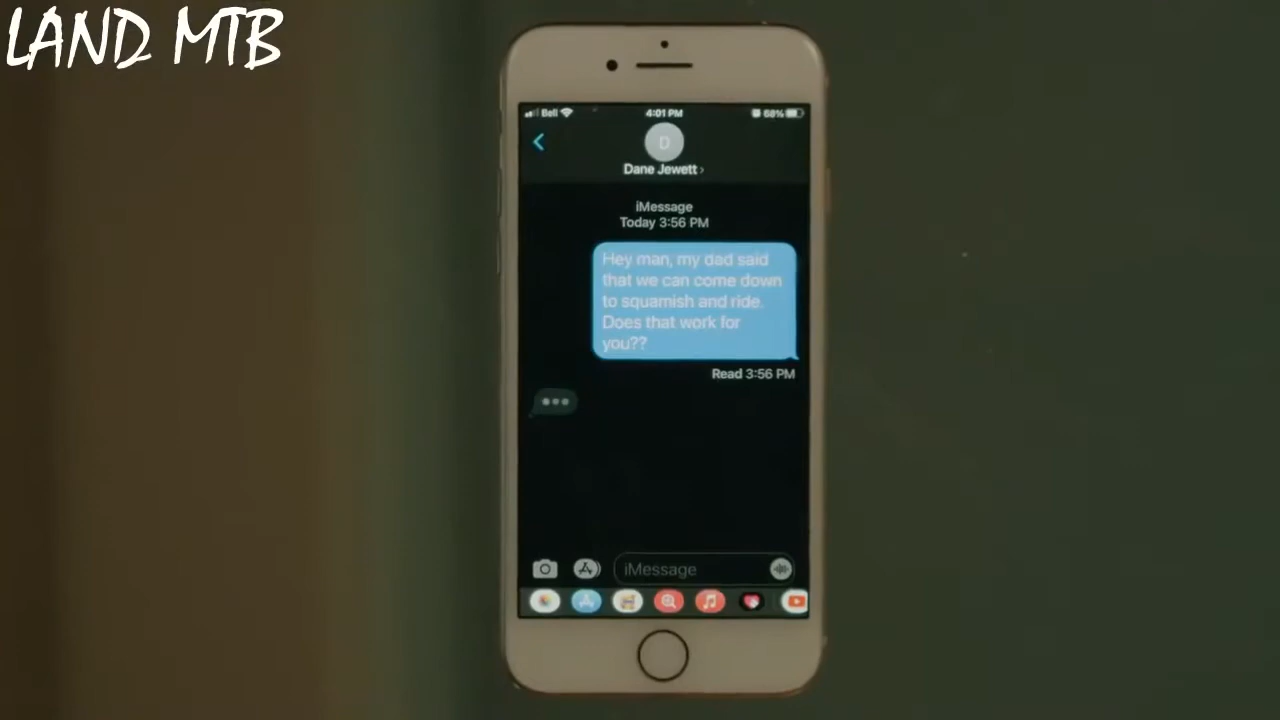 LAND MTB
Bell 4:01 PM 68%
D
Dane Jewett ›
iMessage
Today 3:56 PM
Hey man, my dad said
that we can come down
to squamish and ride.
Does that work for
you??
Read 3:56 PM
iMessage